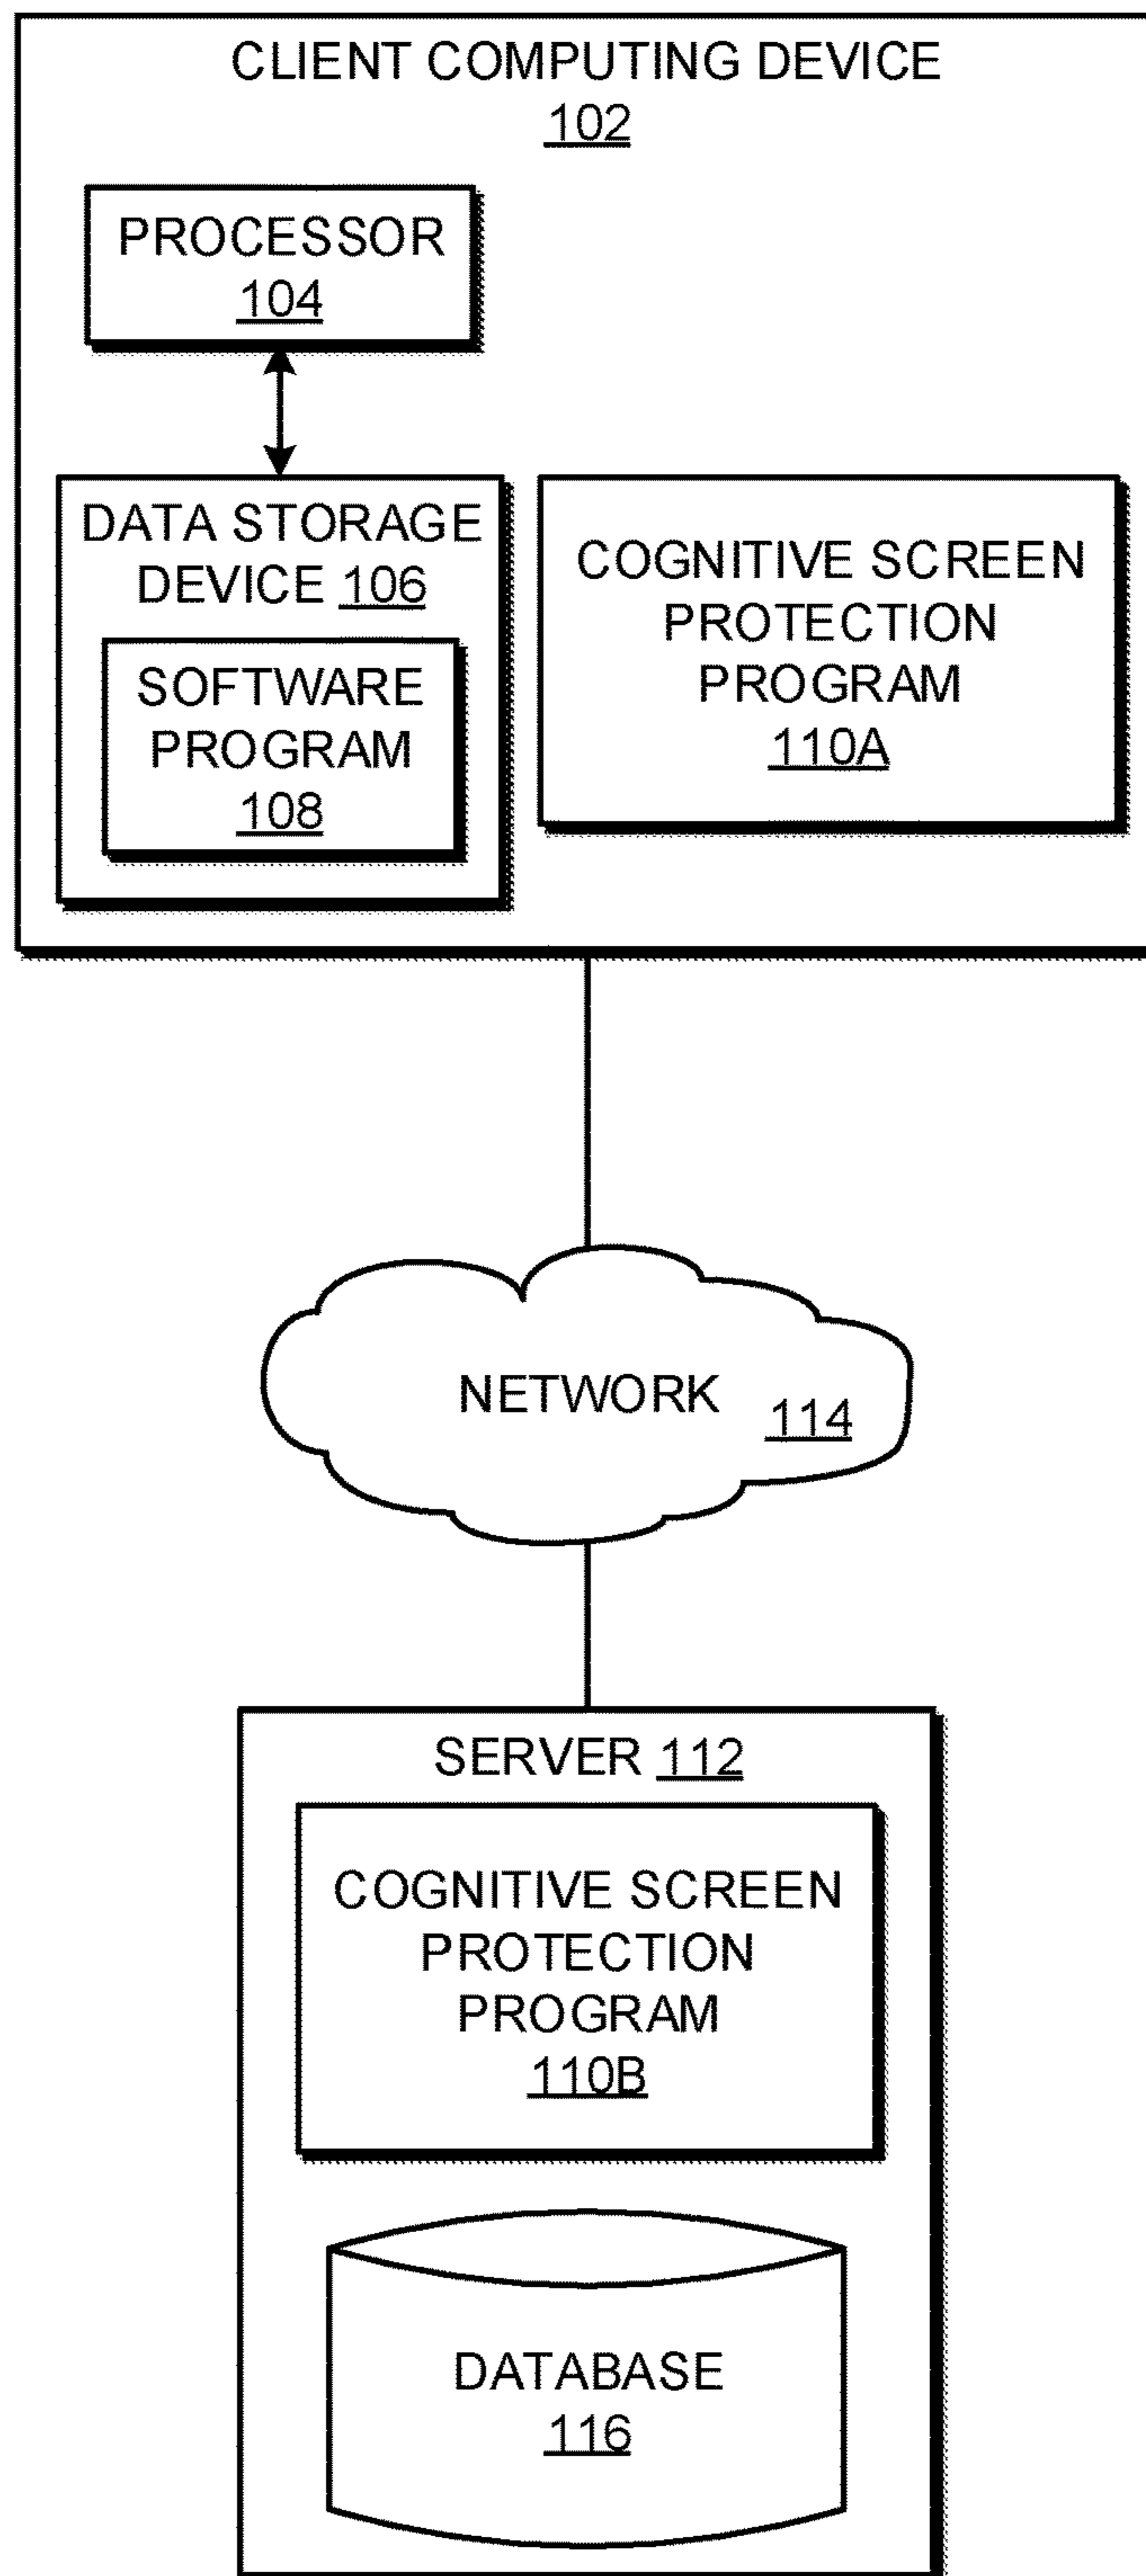 CLIENT COMPUTING DEVICE
102
PROCESSOR
104
DATA STORAGE
DEVICE 106
SOFTWARE
PROGRAM
108
COGNITIVE SCREEN
PROTECTION
PROGRAM
110A
NETWORK 114
SERVER 112
COGNITIVE SCREEN
PROTECTION
PROGRAM
110B
DATABASE
116